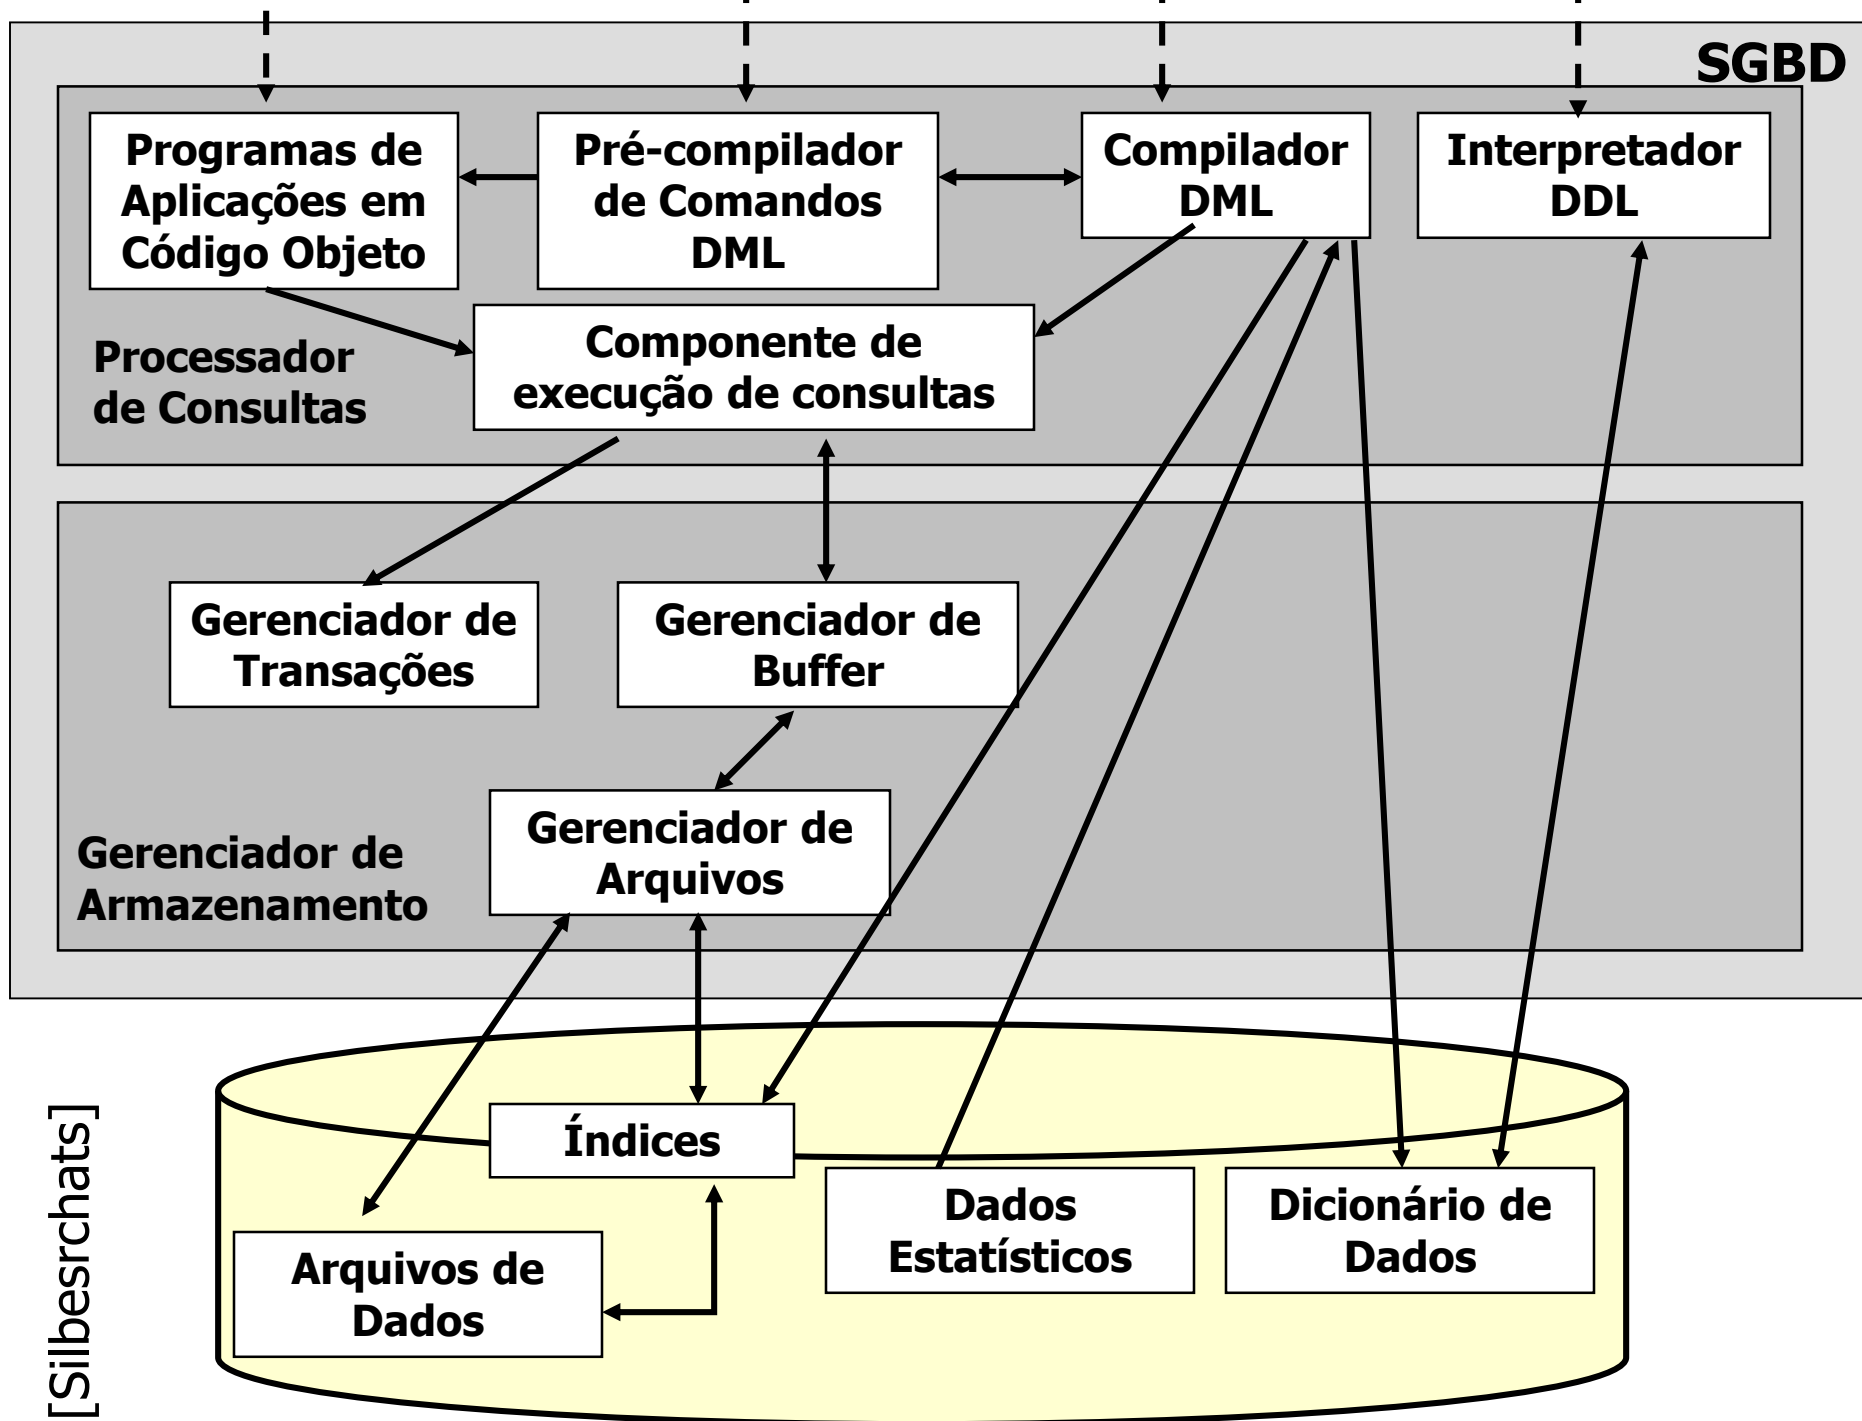 SGBD
Programas de
Aplicações em
Código Objeto
Pré-compilador
de Comandos
DML
Compilador
DML
Interpretador
DDL
Processador
de Consultas
Componente de
execução de consultas
Gerenciador de
Transações
Gerenciador de
Buffer
Gerenciador de
Armazenamento
Gerenciador de
Arquivos
Índices
Arquivos de
Dados
Dados
Estatísticos
Dicionário de
Dados
[Silbesrchats]